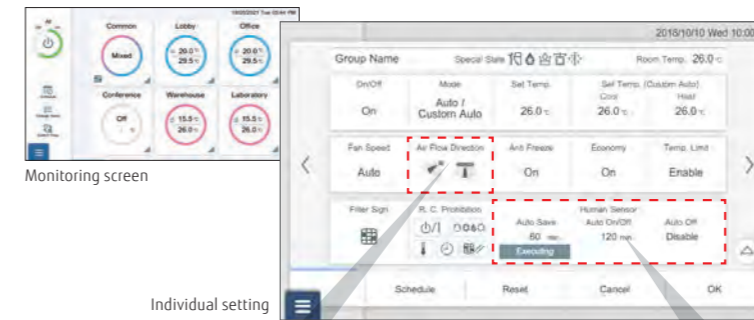 Common
Lobby
Office
Mixed
20.0
29.5
20.0
29.5
Conference
Warehouse
Laboratory
Off
15.5
26.0
15.5
26.0
Monitoring screen
2018/10/10 Wed 10:00
Group Name
Special State
Room Temp. 26.0 °c
On/Off
Mode
Set Temp.
Set Temp. (Custom Auto)
Cool
Heat
On
Auto /
Custom Auto
26.0 °c
26.0 °c
26.0 °c
Fan Speed
Air Flow Direction
Anti Freeze
Economy
Temp. Limit
Auto
On
On
Enable
Filter Sign
R. C. Prohibition
Human Sensor
Auto Save
Auto On/Off
Auto Off
60 min.
120 min.
Disable
Executing
Schedule
Reset
Cancel
OK
Individual setting